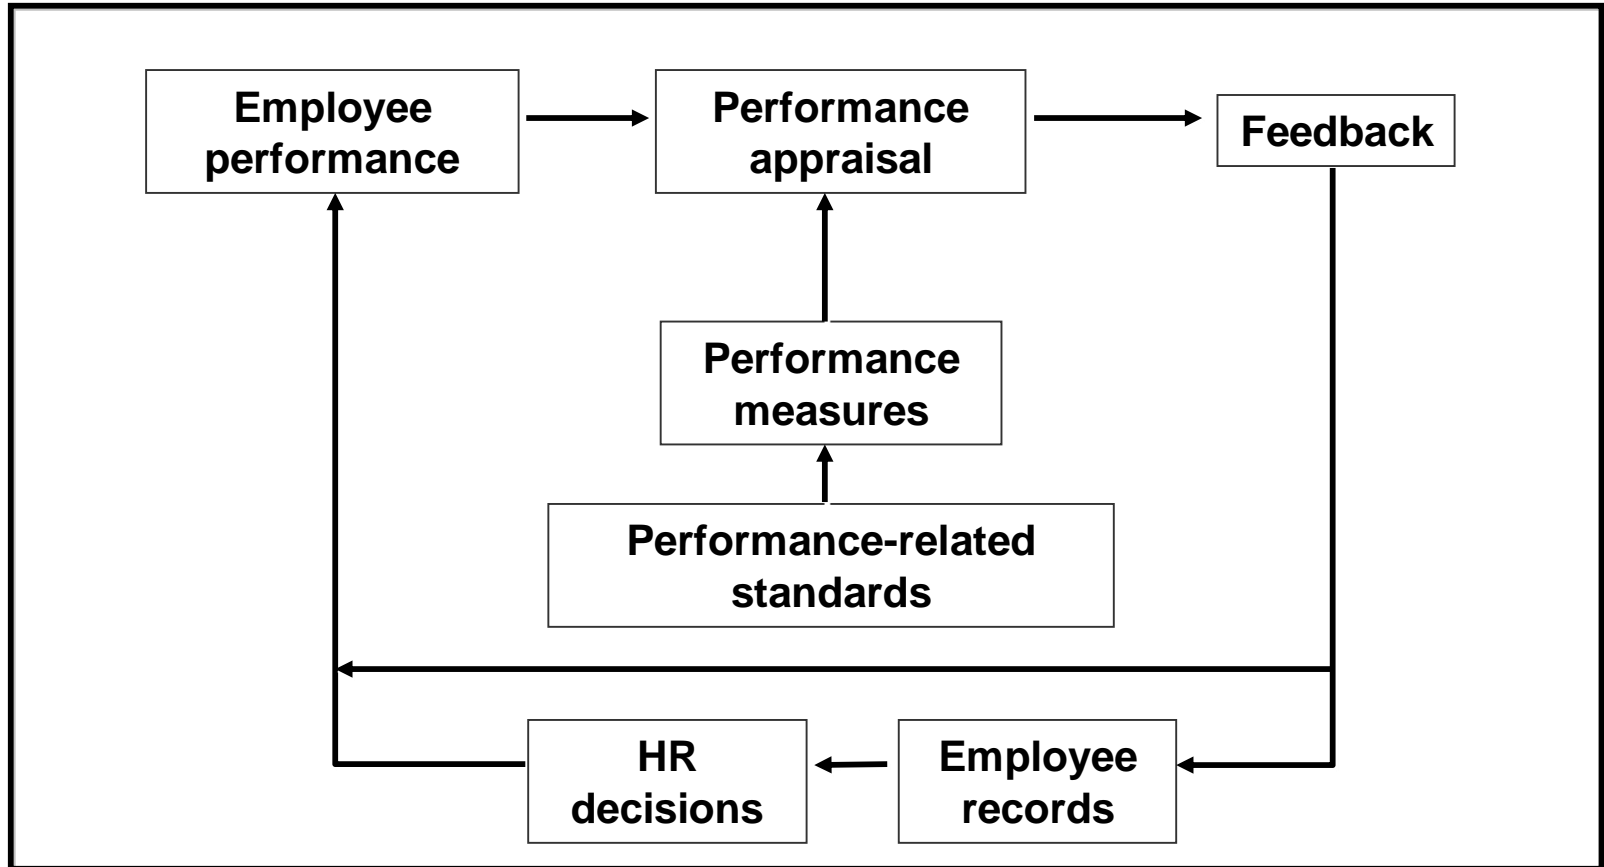 Employee
performance
Performance
appraisal
Feedback
Performance
measures
Performance-related
standards
HR
decisions
Employee
records